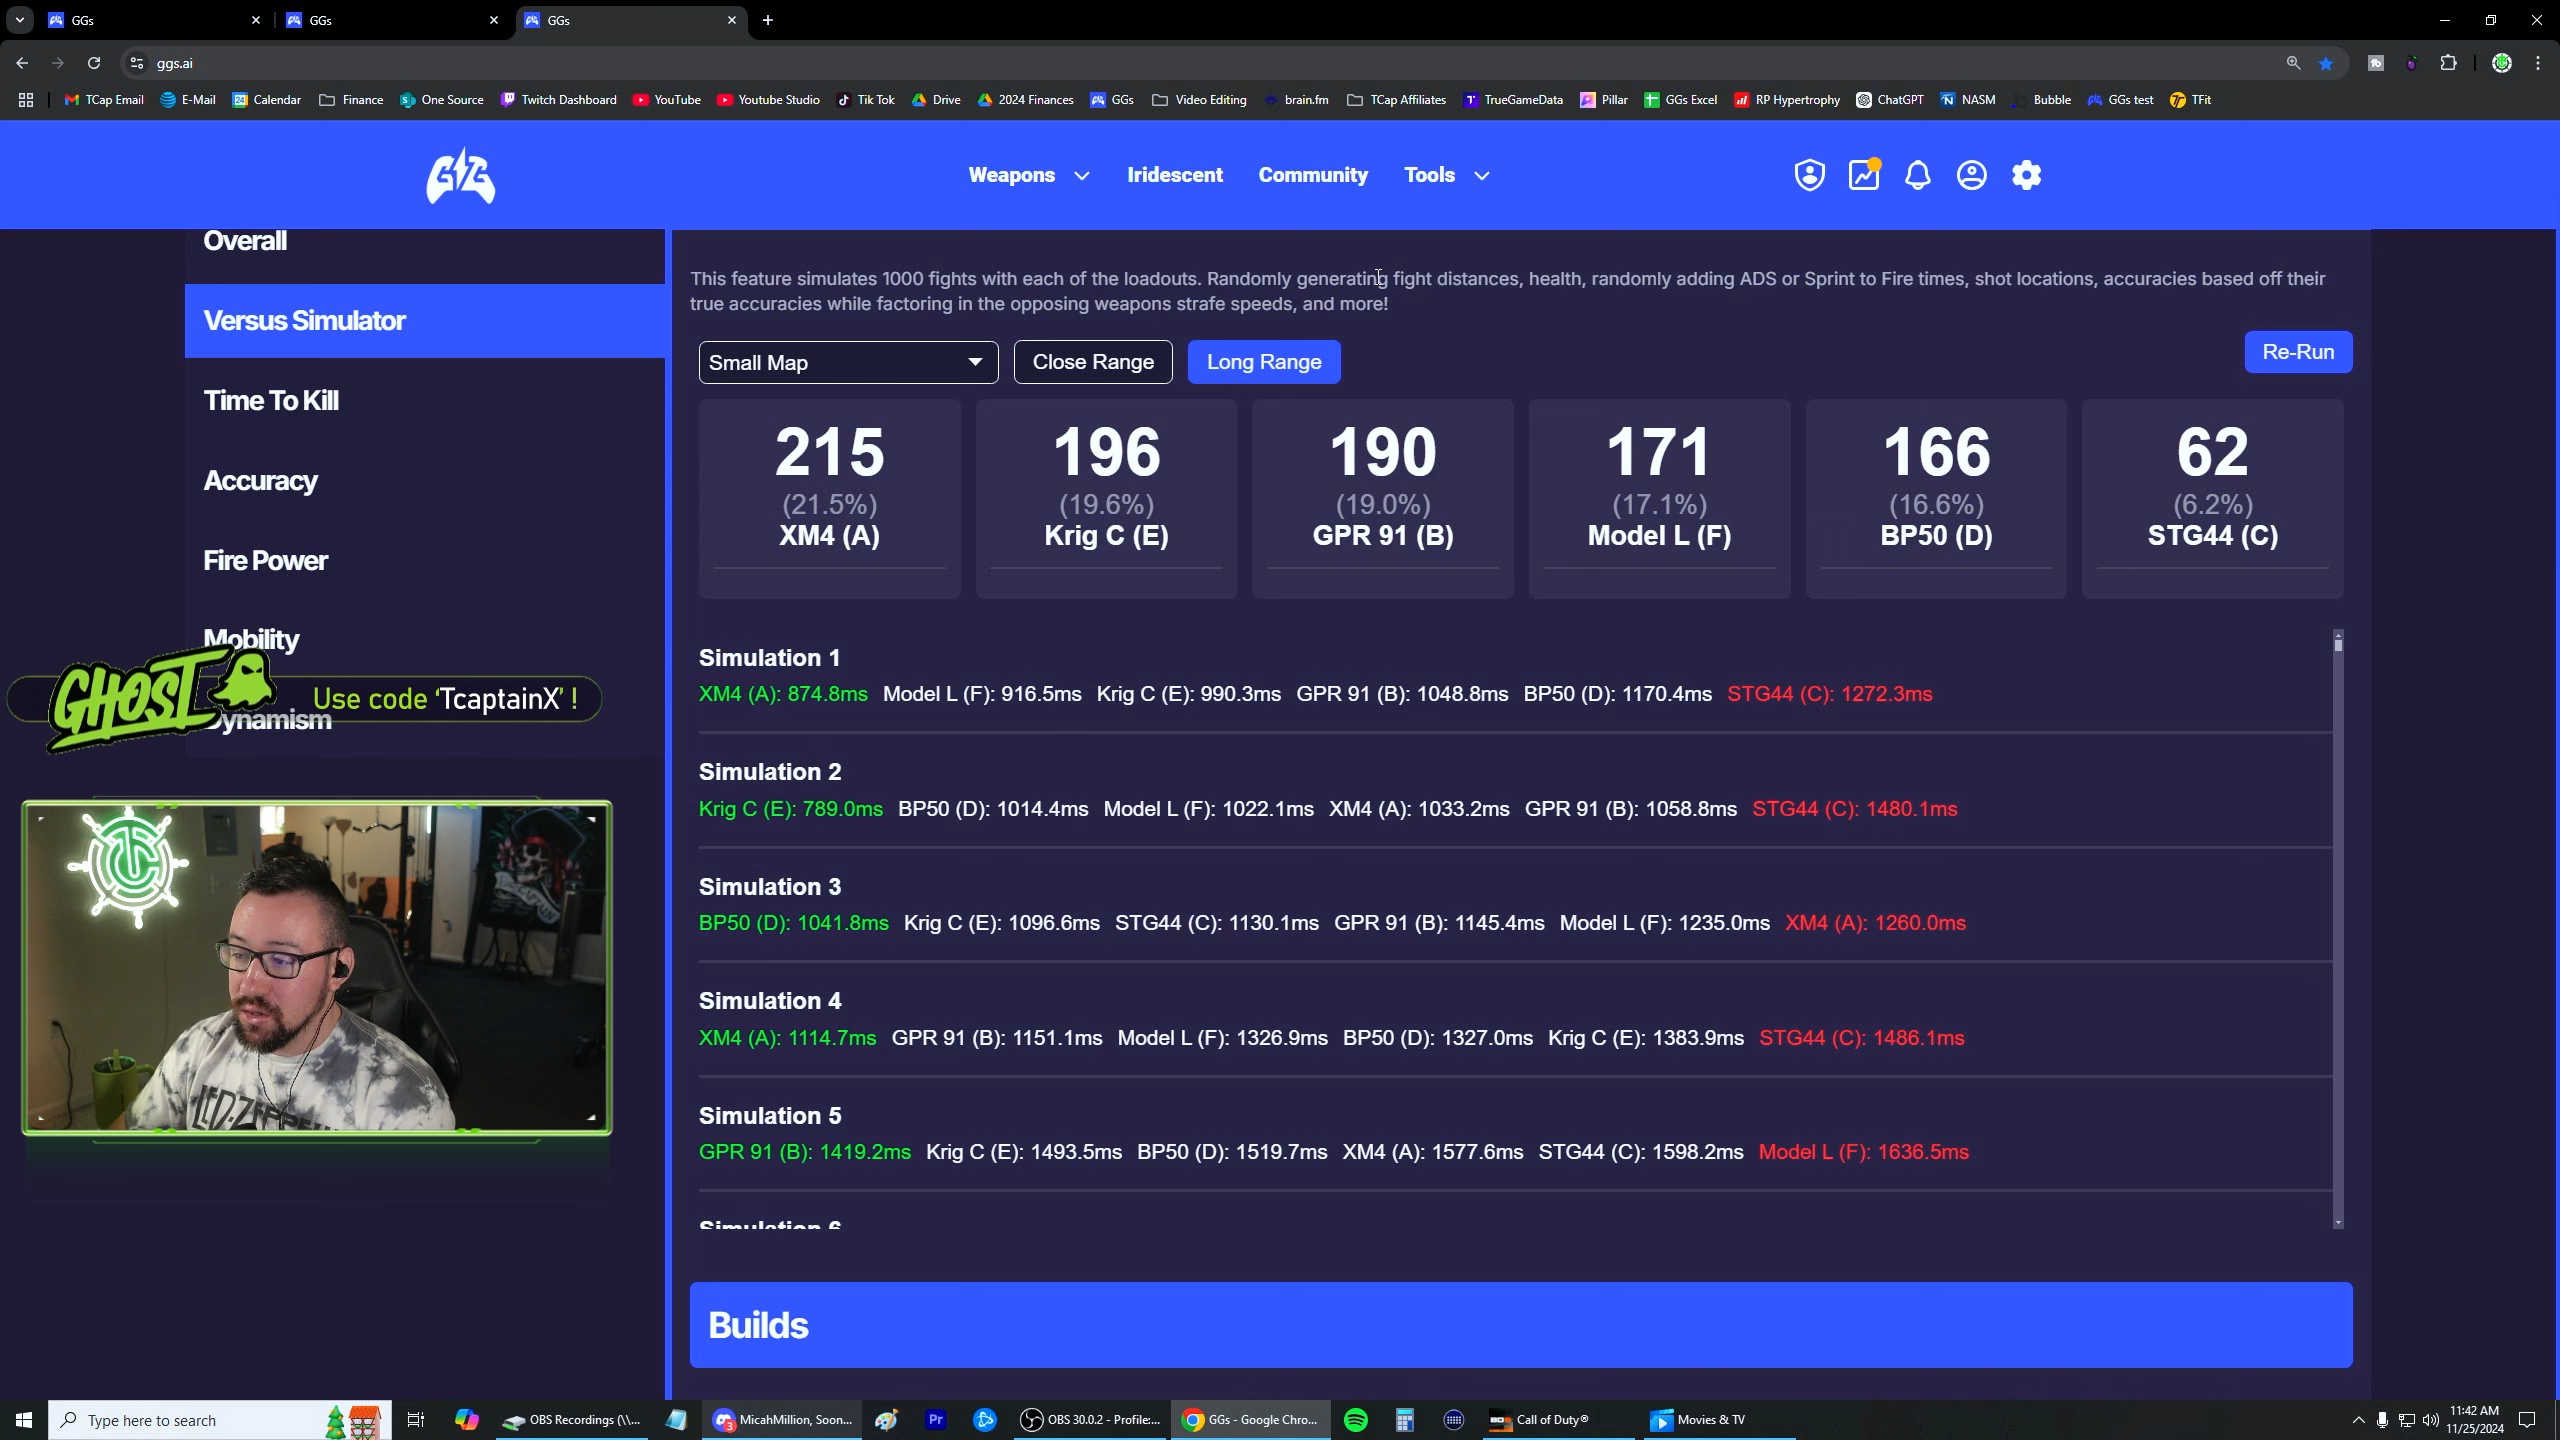 GGs
GGs
GGs
ggs.ai
TCap Email E-Mail Calendar Finance One Source Twitch Dashboard YouTube Youtube Studio Tik Tok Drive 2024 Finances GGs Video Editing brain.fm TCap Affiliates TrueGameData Pillar GGs Excel RP Hypertrophy ChatGPT NASM Bubble GGs test TFit
Weapons Iridescent Community Tools
Overall
Versus Simulator
Time To Kill
Accuracy
Fire Power
Mobility
Dynamism
GHOST
Use code 'TcaptainX' !
This feature simulates 1000 fights with each of the loadouts. Randomly generating fight distances, health, randomly adding ADS or Sprint to Fire times, shot locations, accuracies based off their
true accuracies while factoring in the opposing weapons strafe speeds, and more!
Small Map Close Range Long Range Re-Run
215 196 190 171 166 62
(21.5%) (19.6%) (19.0%) (17.1%) (16.6%) (6.2%)
XM4 (A) Krig C (E) GPR 91 (B) Model L (F) BP50 (D) STG44 (C)
Simulation 1
XM4 (A): 874.8ms Model L (F): 916.5ms Krig C (E): 990.3ms GPR 91 (B): 1048.8ms BP50 (D): 1170.4ms STG44 (C): 1272.3ms
Simulation 2
Krig C (E): 789.0ms BP50 (D): 1014.4ms Model L (F): 1022.1ms XM4 (A): 1033.2ms GPR 91 (B): 1058.8ms STG44 (C): 1480.1ms
Simulation 3
BP50 (D): 1041.8ms Krig C (E): 1096.6ms STG44 (C): 1130.1ms GPR 91 (B): 1145.4ms Model L (F): 1235.0ms XM4 (A): 1260.0ms
Simulation 4
XM4 (A): 1114.7ms GPR 91 (B): 1151.1ms Model L (F): 1326.9ms BP50 (D): 1327.0ms Krig C (E): 1383.9ms STG44 (C): 1486.1ms
Simulation 5
GPR 91 (B): 1419.2ms Krig C (E): 1493.5ms BP50 (D): 1519.7ms XM4 (A): 1577.6ms STG44 (C): 1598.2ms Model L (F): 1636.5ms
Simulation 6
Builds
Type here to search OBS Recordings (\\... MicahMillion, Soon... Pr OBS 30.0.2 - Profile:... GGs - Google Chro... Call of Duty® Movies & TV
11:42 AM
11/25/2024